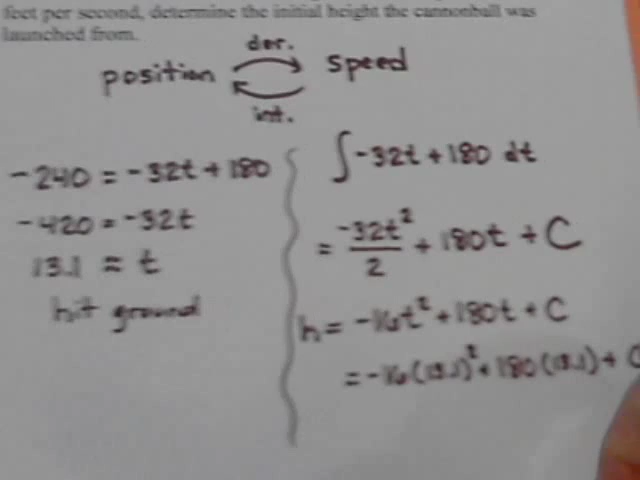 feet per second, determine the initial height the cannonball was
launched from.
der.
position speed
int.
-240 = -32t + 180
-420 = -32t
13.1 = t
hit ground
∫ -32t + 180 dt
= -32t²/2 + 180t + C
h = -16t² + 180t + C
= -16(13.1)² + 180(13.1) + C